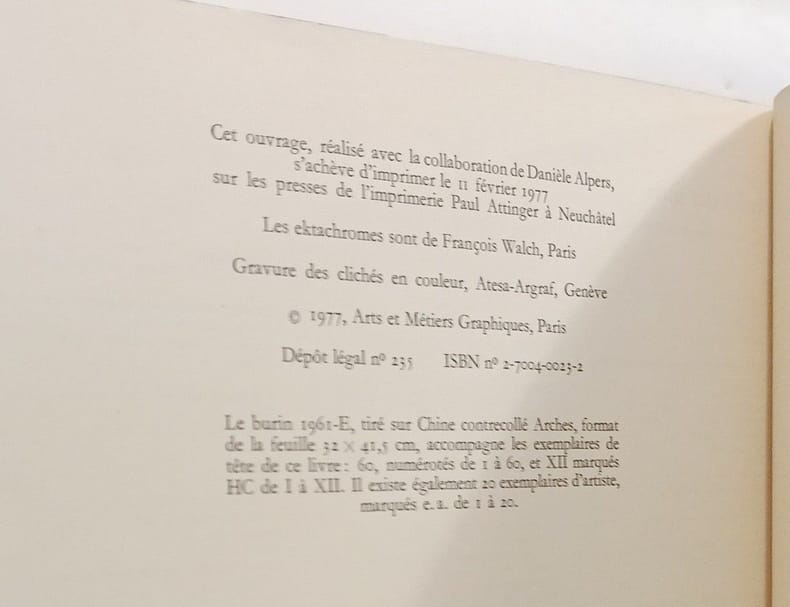 Cet ouvrage, réalisé avec la collaboration de Danièle Alpers,
s'achève d'imprimer le 11 février 1977
sur les presses de l'imprimerie Paul Attinger à Neuchâtel
Les ektachromes sont de François Walch, Paris
Gravure des clichés en couleur, Atesa-Argraf, Genève
© 1977, Arts et Métiers Graphiques, Paris
Dépôt légal nº 235 ISBN nº 2-7004-0023-2
Le burin 1961-E, tiré sur Chine contrecollé Arches, format
de la feuille 32 × 41,5 cm, accompagne les exemplaires de
tête de ce livre : 60, numérotés de 1 à 60, et XII marqués
HC de I à XII. Il existe également 20 exemplaires d'artiste,
marqués e. a. de 1 à 20.